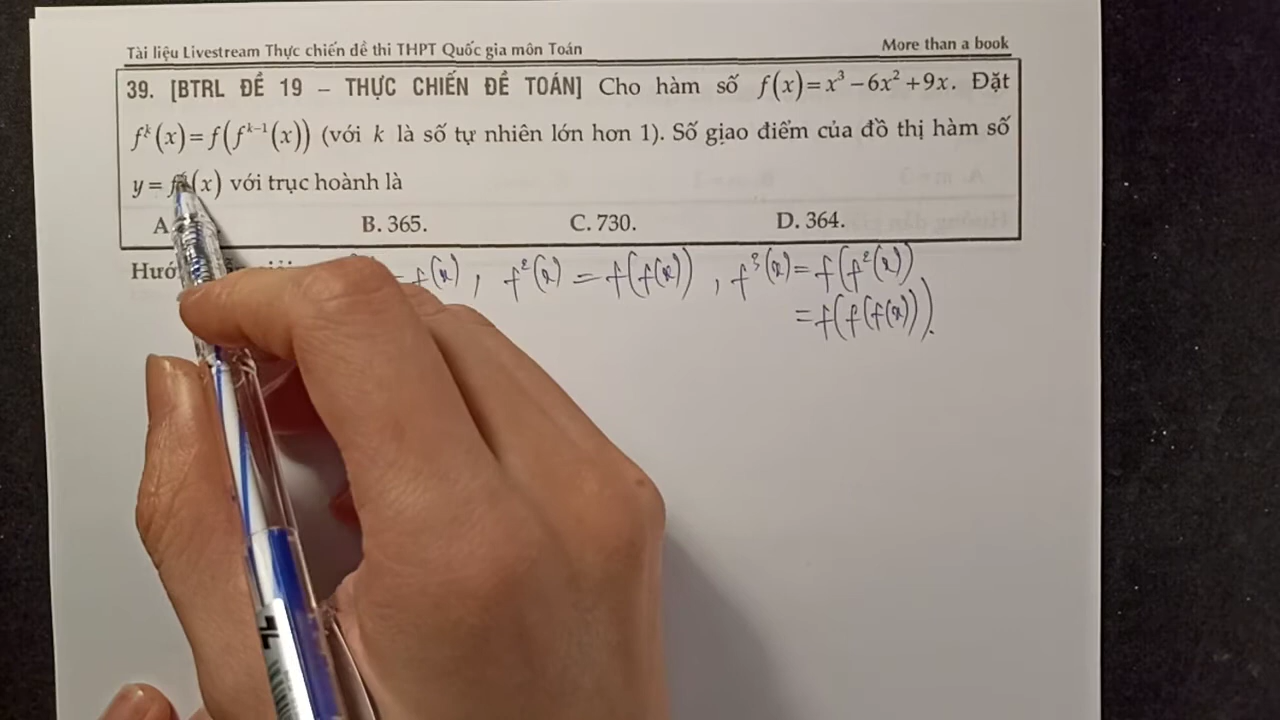 Tài liệu Livestream Thực chiến đề thi THPT Quốc gia môn Toán More than a book
39. [BTRL ĐỀ 19 – THỰC CHIẾN ĐỀ TOÁN] Cho hàm số f(x)=x³−6x²+9x. Đặt
fᵏ(x)=f(fᵏ⁻¹(x)) (với k là số tự nhiên lớn hơn 1). Số giao điểm của đồ thị hàm số
y = (x) với trục hoành là
A B. 365. C. 730. D. 364.
= f(x), f²(x) = f(f(x)), f³(x) = f(f²(x))
= f(f(f(x))).